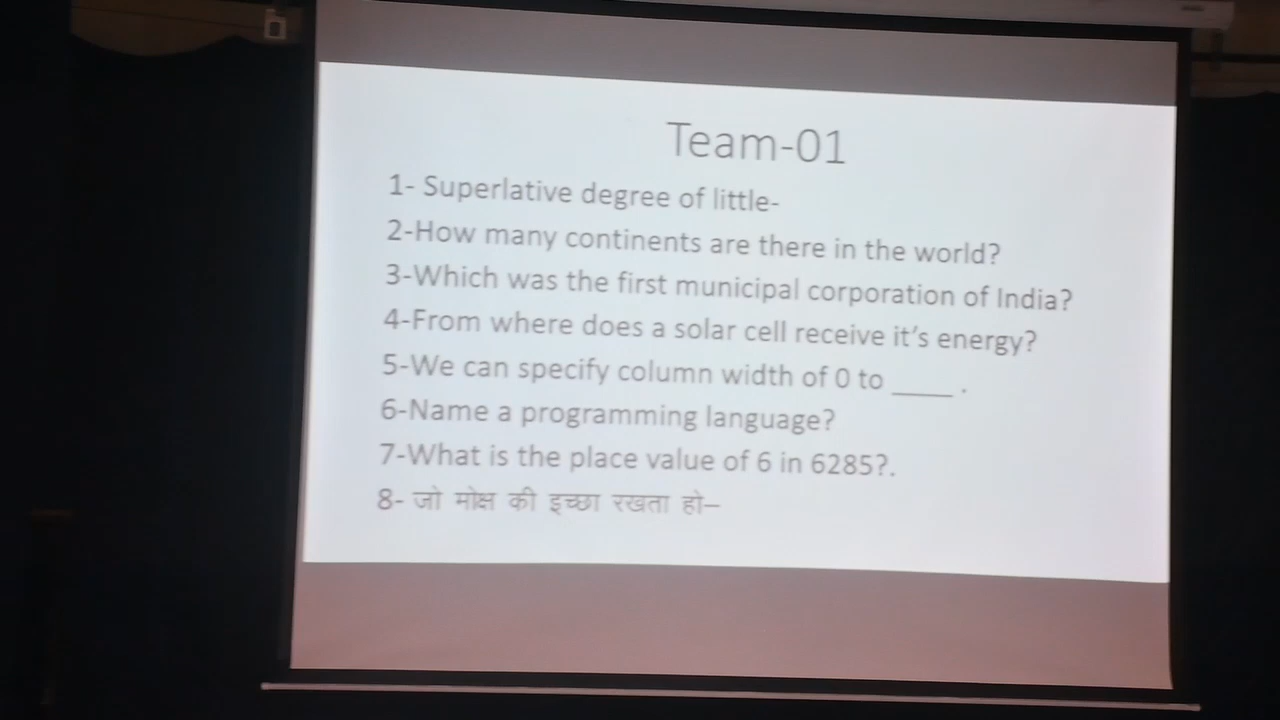 Team-01
1- Superlative degree of little-
2-How many continents are there in the world?
3-Which was the first municipal corporation of India?
4-From where does a solar cell receive it's energy?
5-We can specify column width of 0 to ____ .
6-Name a programming language?
7-What is the place value of 6 in 6285?.
8- जो मोक्ष की इच्छा रखता हो–